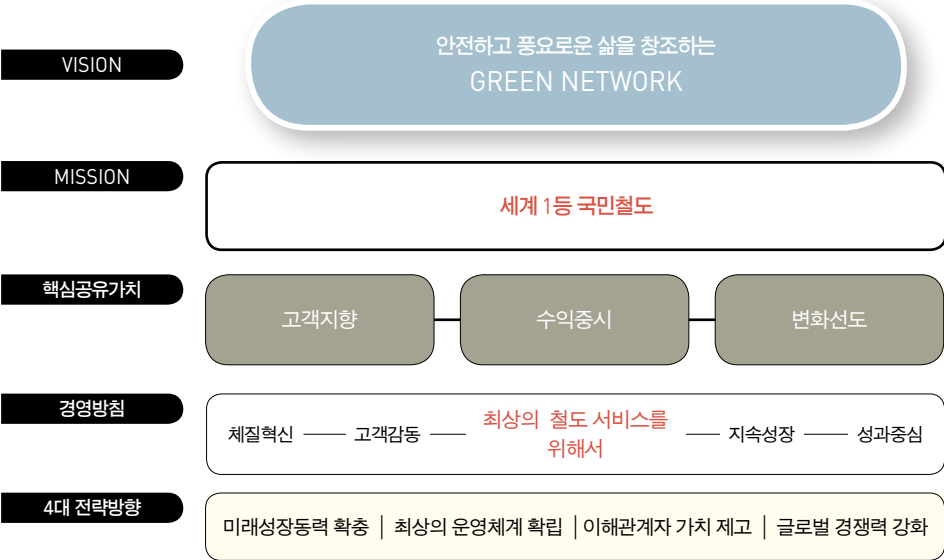 VISION
안전하고 풍요로운 삶을 창조하는
GREEN NETWORK
MISSION
세계 1등 국민철도
핵심공유가치
고객지향
수익중시
변화선도
경영방침
체질혁신
고객감동
최상의 철도 서비스를
위해서
지속성장
성과중심
4대 전략방향
미래성장동력 확충 | 최상의 운영체계 확립 | 이해관계자 가치 제고 | 글로벌 경쟁력 강화